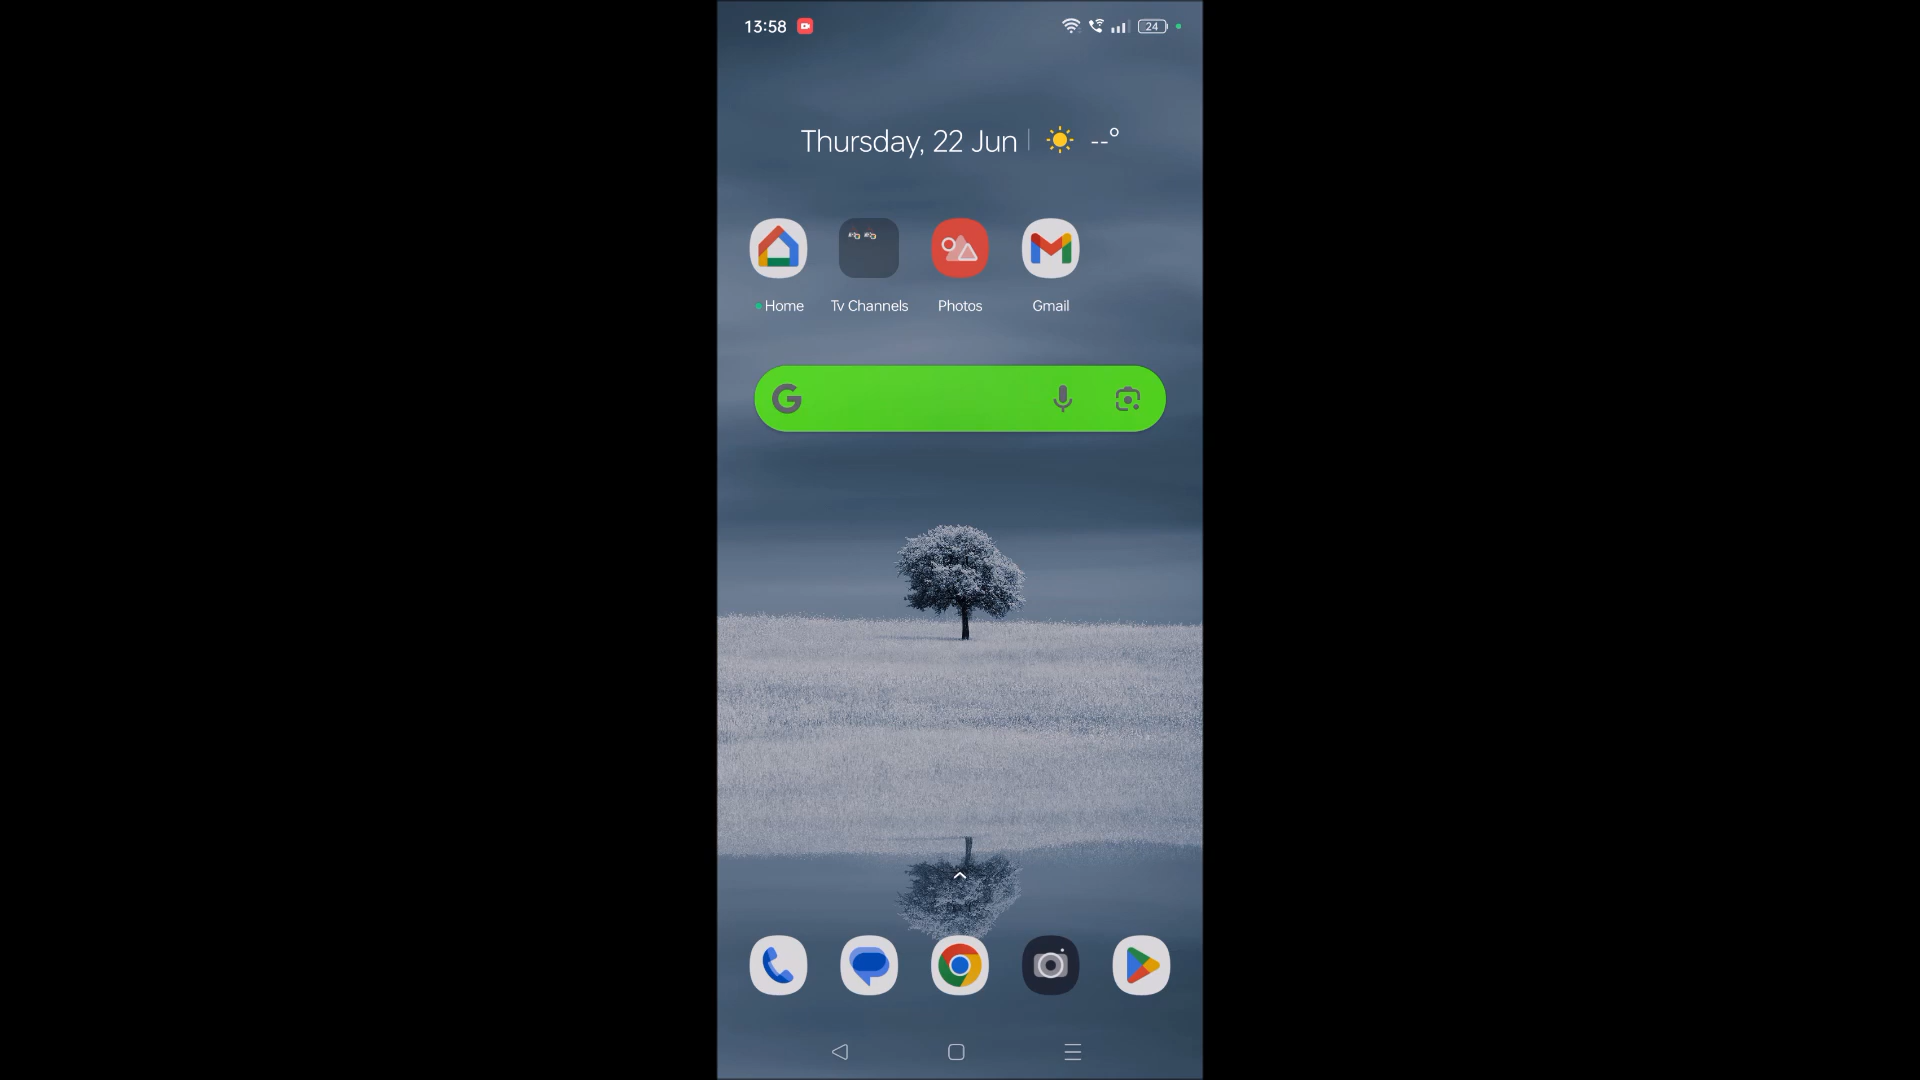 13:58
24
Thursday, 22 Jun --°
Home
Tv Channels
Photos
Gmail